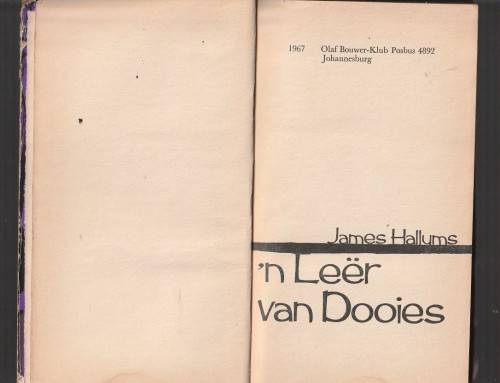 1967 Olaf Bouwer-Klub Posbus 4892
Johannesburg
James Hallums
'n Leër
van Dooies